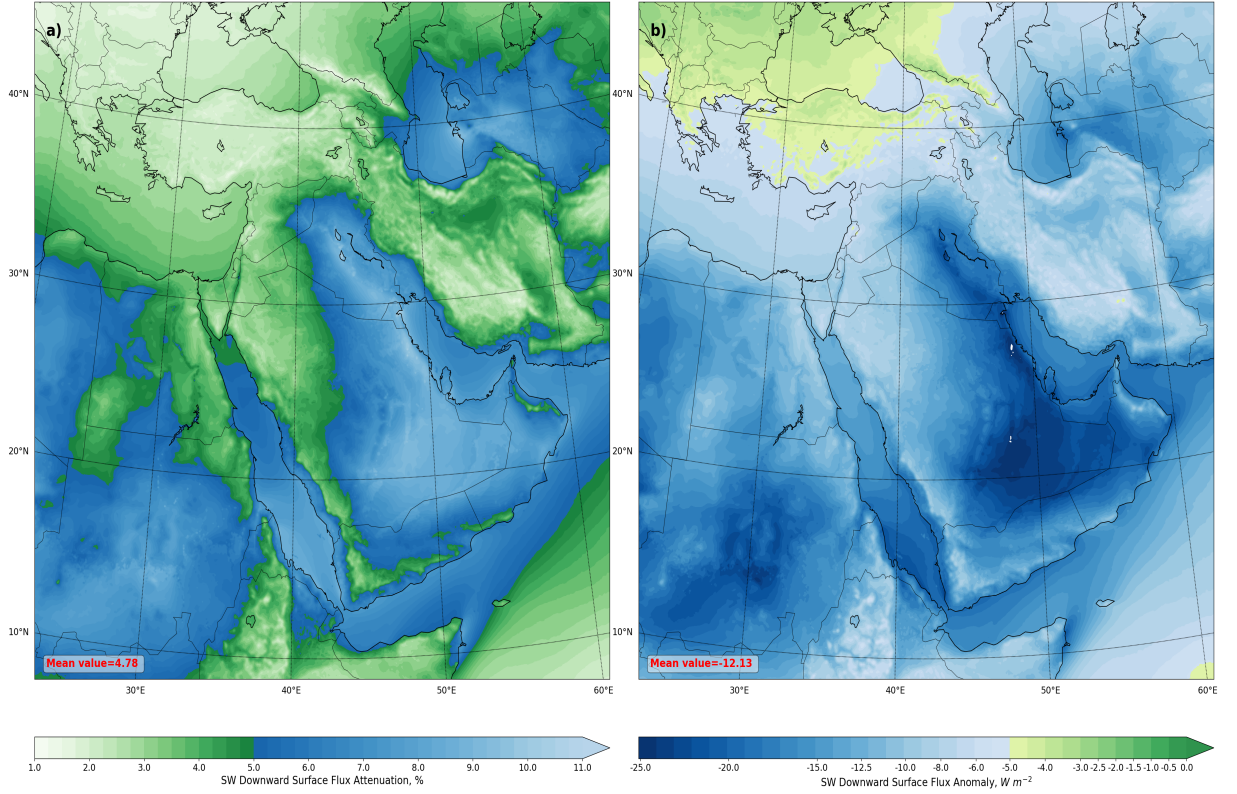 a)
b)
40°N
30°N
20°N
10°N
40°N
30°N
20°N
10°N
Mean value=4.78
Mean value=-12.13
30°E
40°E
50°E
60°E
30°E
40°E
50°E
60°E
1.0
2.0
3.0
4.0
5.0
6.0
7.0
8.0
9.0
10.0
11.0
SW Downward Surface Flux Attenuation, %
-25.0
-20.0
-15.0
-12.5
-10.0
-8.0
-6.0
-5.0
-4.0
-3.0
-2.5
-2.0
-1.5
-1.0
-0.5
0.0
SW Downward Surface Flux Anomaly, W m⁻²